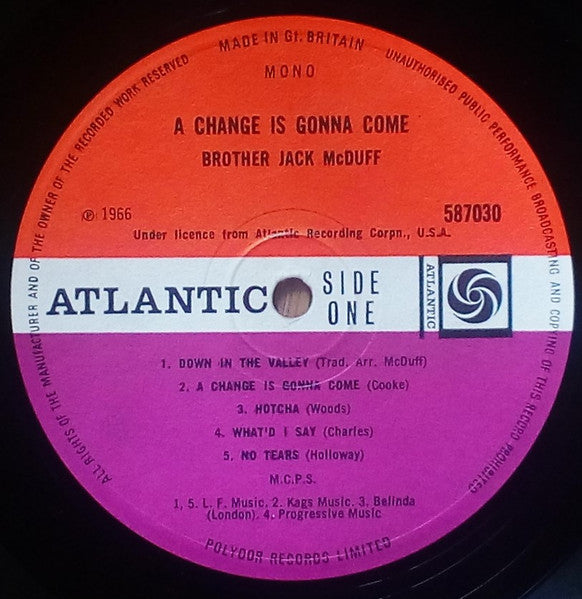 MADE IN Gt. BRITAIN
ALL RIGHTS OF THE MANUFACTURER AND OF THE OWNER OF THE RECORDED WORK RESERVED
UNAUTHORISED PUBLIC PERFORMANCE BROADCASTING AND COPYING OF THIS RECORD PROHIBITED
MONO
A CHANGE IS GONNA COME
BROTHER JACK McDUFF
Ⓟ 1966
587030
Under licence from Atlantic Recording Corpn., U.S.A.
ATLANTIC
SIDE
ONE
ATLANTIC
1. DOWN IN THE VALLEY (Trad. Arr. McDuff)
2. A CHANGE IS GONNA COME (Cooke)
3. HOTCHA (Woods)
4. WHAT'D I SAY (Charles)
5. NO TEARS (Holloway)
M.C.P.S.
1, 5. L. F. Music, 2. Kags Music. 3. Belinda
(London). 4. Progressive Music
POLYDOR RECORDS LIMITED